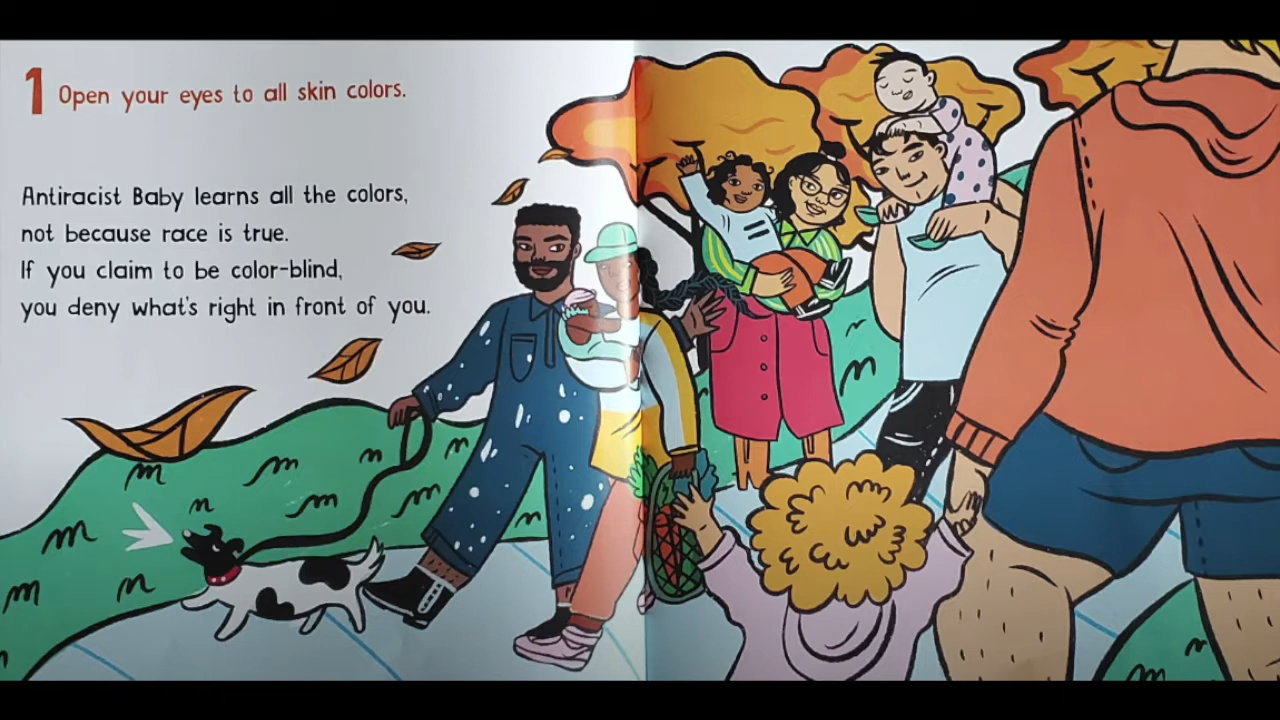 1 Open your eyes to all skin colors.
Antiracist Baby learns all the colors,
not because race is true.
If you claim to be color-blind,
you deny what's right in front of you.